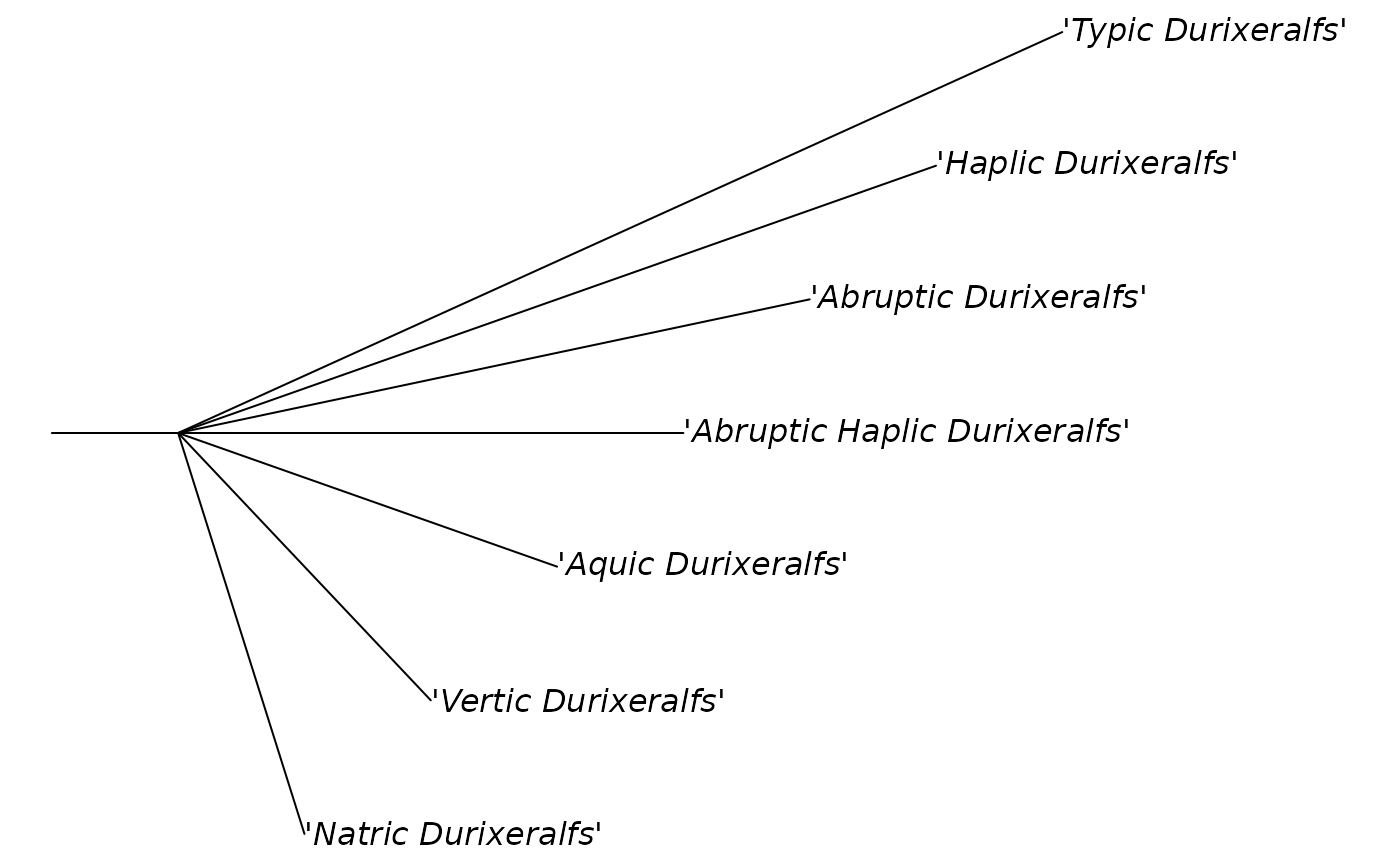 'Typic Durixeralfs'
'Haplic Durixeralfs'
'Abruptic Durixeralfs'
'Abruptic Haplic Durixeralfs'
'Aquic Durixeralfs'
'Vertic Durixeralfs'
'Natric Durixeralfs'